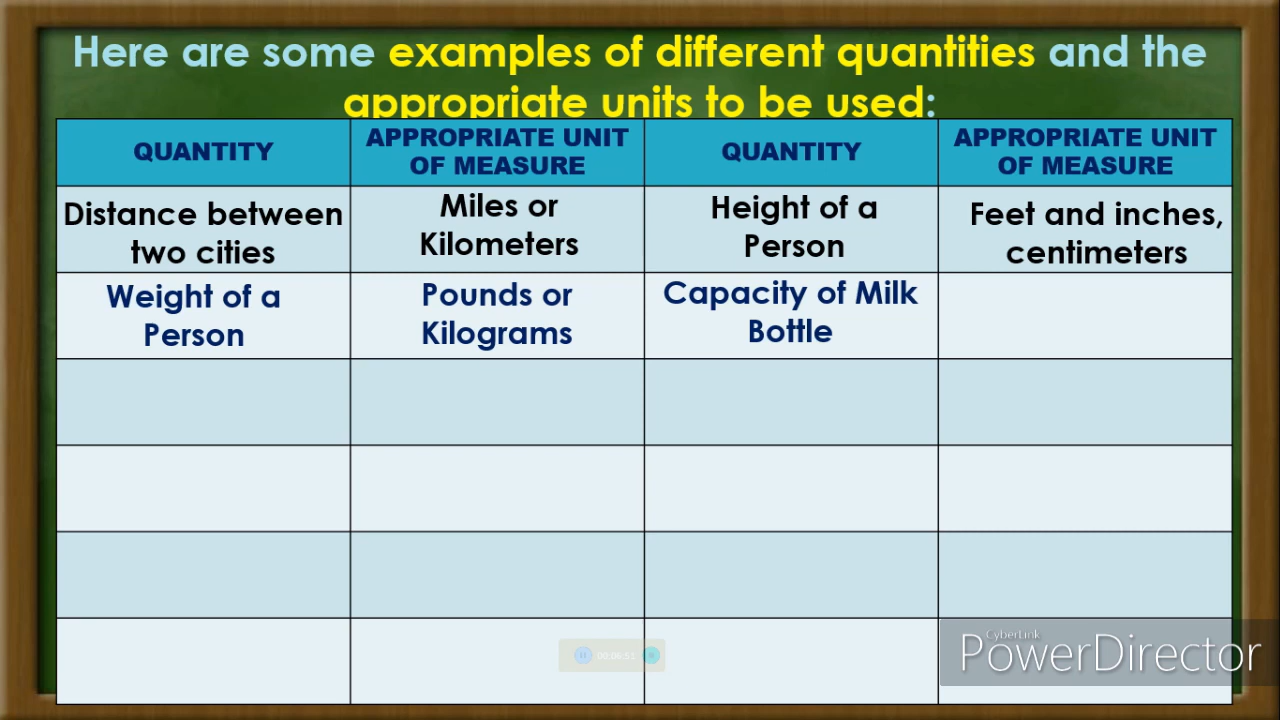 Here are some examples of different quantities and the
appropriate units to be used:
QUANTITY
APPROPRIATE UNIT
OF MEASURE
QUANTITY
APPROPRIATE UNIT
OF MEASURE
Distance between
two cities
Miles or
Kilometers
Height of a
Person
Feet and inches,
centimeters
Weight of a
Person
Pounds or
Kilograms
Capacity of Milk
Bottle
CyberLink
PowerDirector